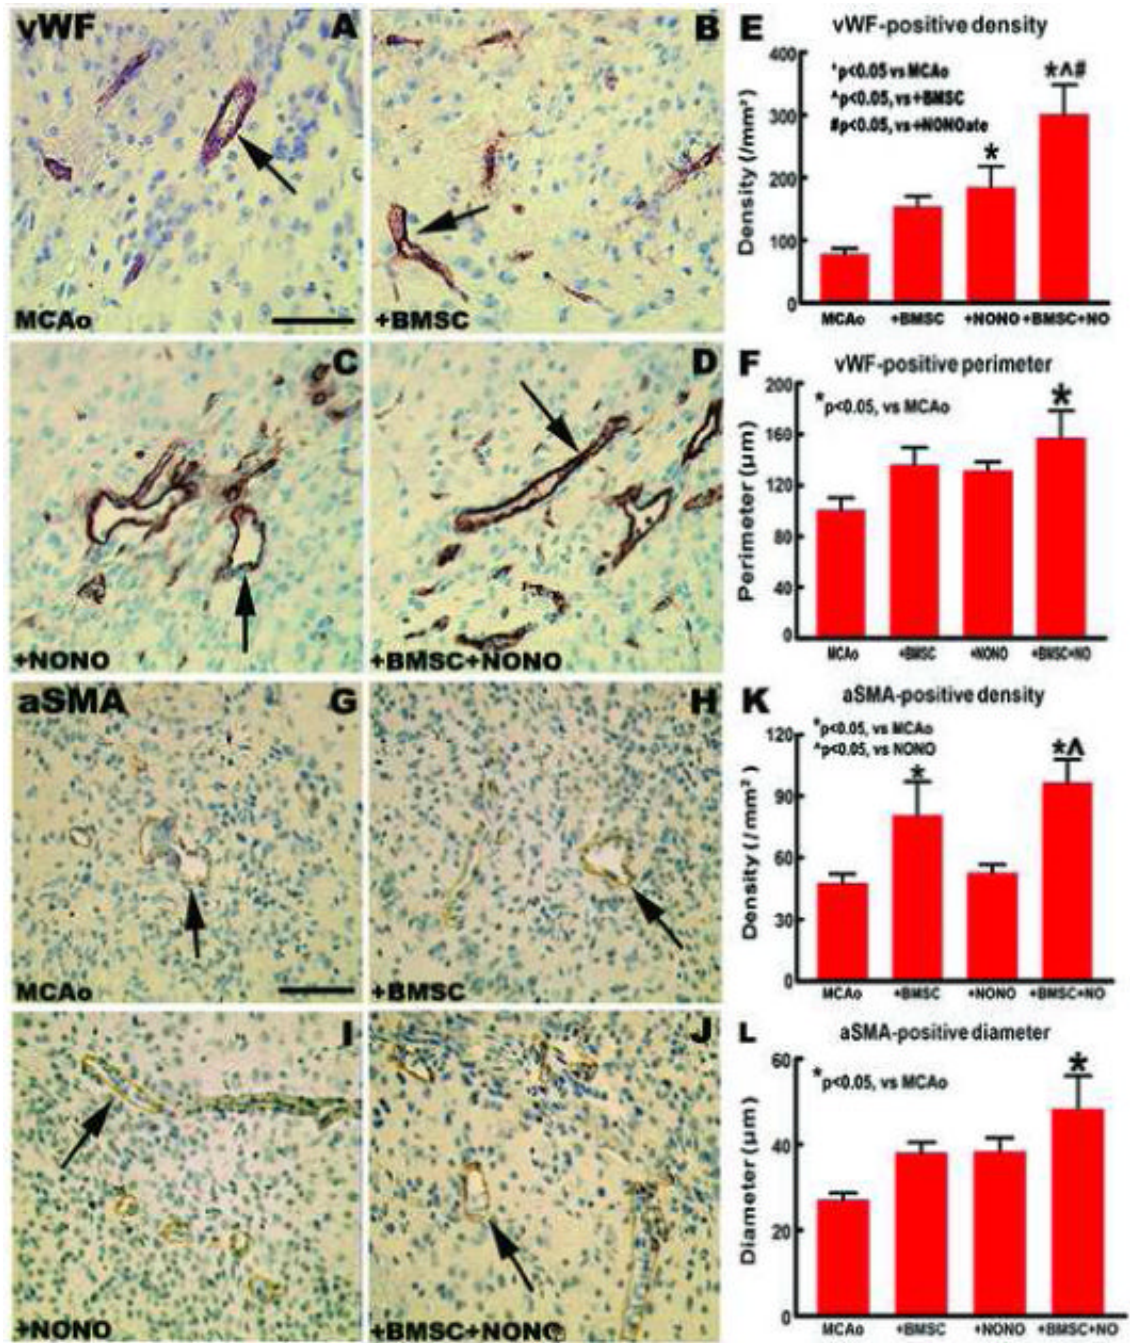 vWF A
MCAo
B
+BMSC
E vWF-positive density
Density (/mm²)
400
300
200
100
0
*p<0.05 vs MCAo
^p<0.05, vs +BMSC
#p<0.05, vs +NONOate
*
*^#
MCAo +BMSC +NONO +BMSC+NO
C
+NONO
D
+BMSC+NONO
F vWF-positive perimeter
Perimeter (µm)
200
160
120
80
40
0
*p<0.05, vs MCAo
*
MCAo +BMSC +NONO +BMSC+NO
aSMA G
MCAo
H
+BMSC
K aSMA-positive density
Density (/mm²)
120
90
60
30
0
*p<0.05, vs MCAo
^p<0.05, vs NONO
*
*^
MCAo +BMSC +NONO +BMSC+NO
I
+NONO
J
+BMSC+NONO
L aSMA-positive diameter
Diameter (µm)
60
40
20
0
*p<0.05, vs MCAo
*
MCAo +BMSC +NONO +BMSC+NO